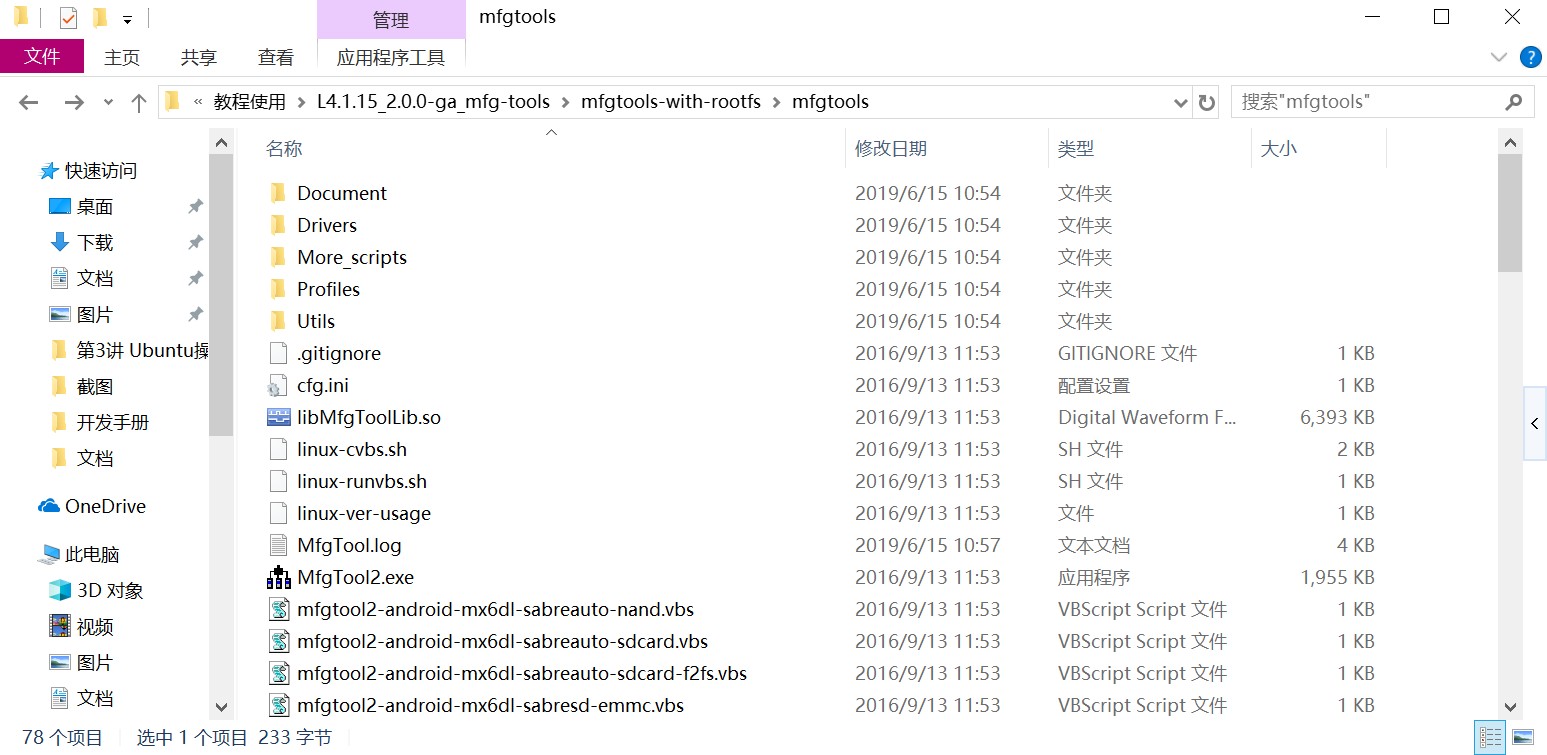 管理
mfgtools
文件
主页
共享
查看
应用程序工具
?
« 教程使用 > L4.1.15_2.0.0-ga_mfg-tools > mfgtools-with-rootfs > mfgtools
搜索"mfgtools"
快速访问
桌面
下载
文档
图片
第3讲 Ubuntu操
截图
开发手册
文档
OneDrive
此电脑
3D 对象
视频
图片
文档
名称 修改日期 类型 大小
Document 2019/6/15 10:54 文件夹
Drivers 2019/6/15 10:54 文件夹
More_scripts 2019/6/15 10:54 文件夹
Profiles 2019/6/15 10:54 文件夹
Utils 2019/6/15 10:54 文件夹
.gitignore 2016/9/13 11:53 GITIGNORE 文件 1 KB
cfg.ini 2016/9/13 11:53 配置设置 1 KB
libMfgToolLib.so 2016/9/13 11:53 Digital Waveform F... 6,393 KB
linux-cvbs.sh 2016/9/13 11:53 SH 文件 2 KB
linux-runvbs.sh 2016/9/13 11:53 SH 文件 1 KB
linux-ver-usage 2016/9/13 11:53 文件 1 KB
MfgTool.log 2019/6/15 10:57 文本文档 4 KB
MfgTool2.exe 2016/9/13 11:53 应用程序 1,955 KB
mfgtool2-android-mx6dl-sabreauto-nand.vbs 2016/9/13 11:53 VBScript Script 文件 1 KB
mfgtool2-android-mx6dl-sabreauto-sdcard.vbs 2016/9/13 11:53 VBScript Script 文件 1 KB
mfgtool2-android-mx6dl-sabreauto-sdcard-f2fs.vbs 2016/9/13 11:53 VBScript Script 文件 1 KB
mfgtool2-android-mx6dl-sabresd-emmc.vbs 2016/9/13 11:53 VBScript Script 文件 1 KB
78 个项目 选中 1 个项目 233 字节